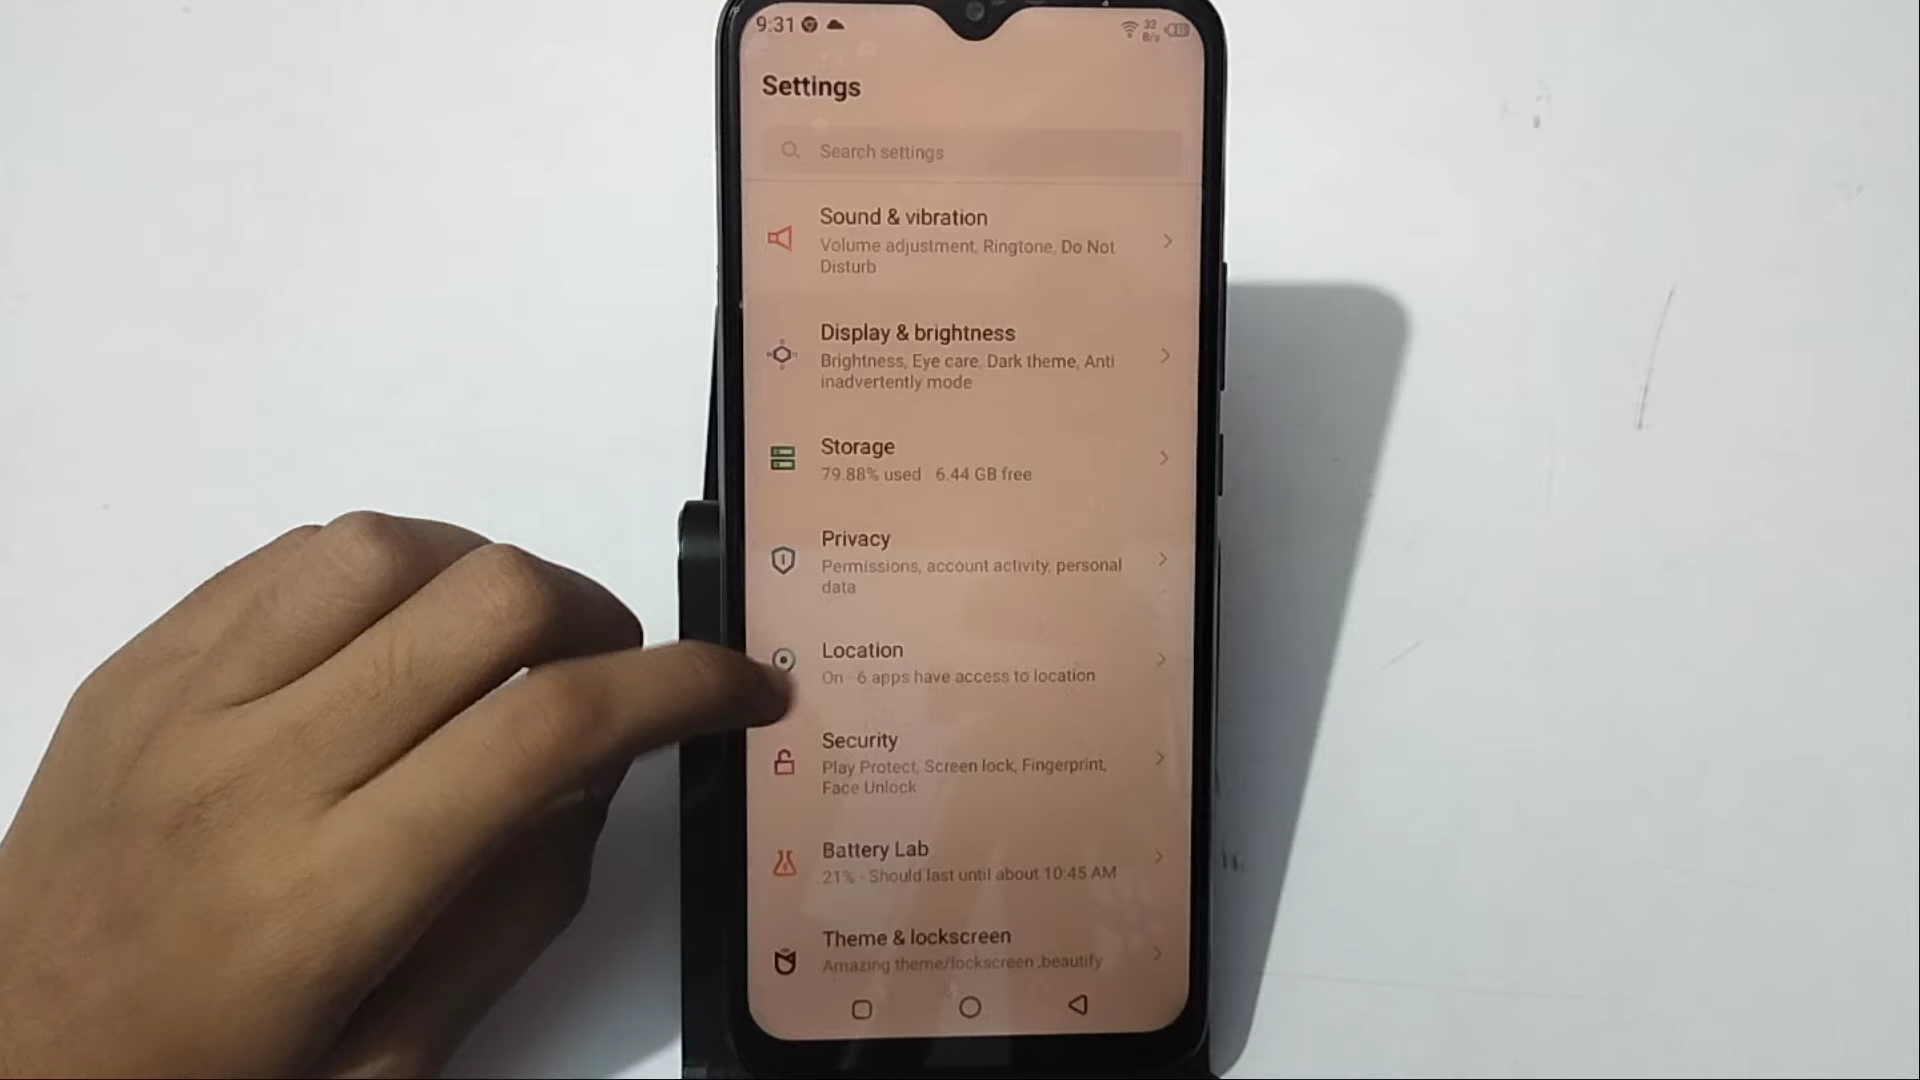 9:31
32
B/s
Settings
Search settings
Sound & vibration
Volume adjustment, Ringtone, Do Not
Disturb
Display & brightness
Brightness, Eye care, Dark theme, Anti
inadvertently mode
Storage
79.88% used · 6.44 GB free
Privacy
Permissions, account activity, personal
data
Location
On · 6 apps have access to location
Security
Play Protect, Screen lock, Fingerprint,
Face Unlock
Battery Lab
21% - Should last until about 10:45 AM
Theme & lockscreen
Amazing theme/lockscreen ,beautify